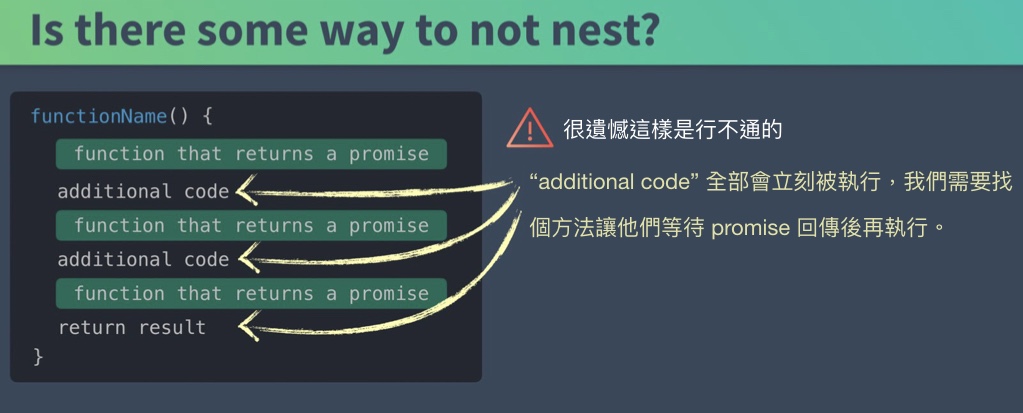 Is there some way to not nest?
functionName() {
function that returns a promise
additional code
function that returns a promise
additional code
function that returns a promise
return result
}
很遺憾這樣是行不通的
“additional code” 全部會立刻被執行，我們需要找
個方法讓他們等待 promise 回傳後再執行。